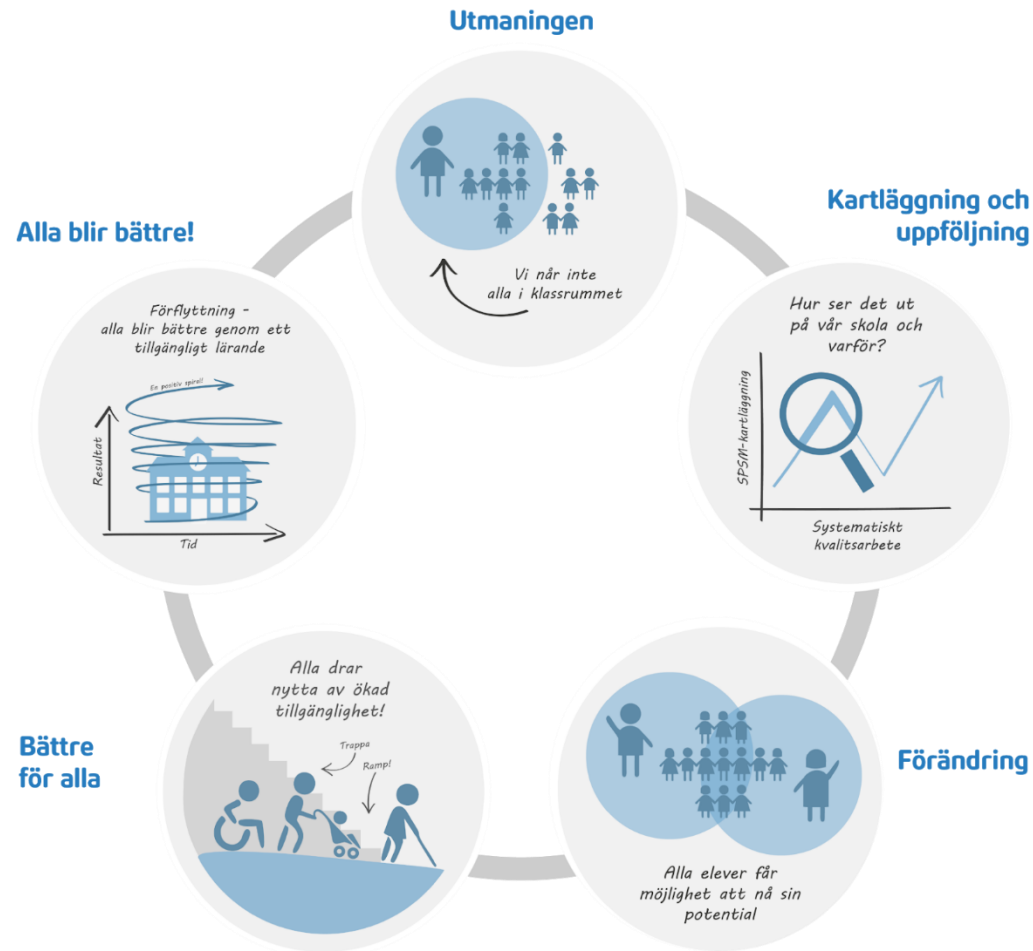 Utmaningen
Vi når inte
alla i klassrummet
Kartläggning och
uppföljning
Hur ser det ut
på vår skola och
varför?
SPSM-kartläggning
Systematiskt
kvalitsarbete
Förändring
Alla elever får
möjlighet att nå sin
potential
Bättre
för alla
Alla drar
nytta av ökad
tillgänglighet!
Trappa
Ramp!
Alla blir bättre!
Förflyttning -
alla blir bättre genom ett
tillgängligt lärande
En positiv spiral!
Resultat
Tid